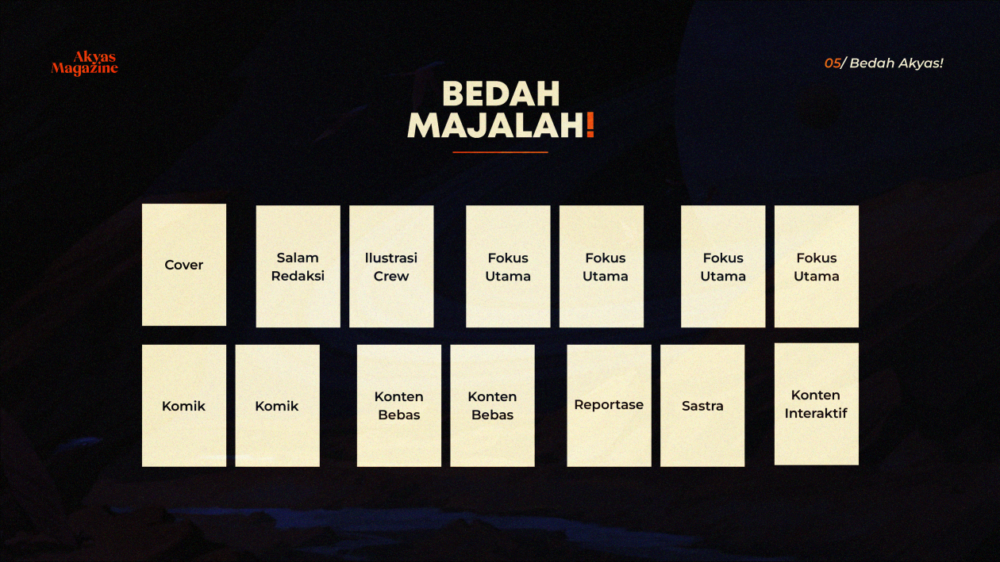 Akyas
Magazine
05/ Bedah Akyas!
BEDAH
MAJALAH!
Cover
Salam
Redaksi
Ilustrasi
Crew
Fokus
Utama
Fokus
Utama
Fokus
Utama
Fokus
Utama
Komik
Komik
Konten
Bebas
Konten
Bebas
Reportase
Sastra
Konten
Interaktif